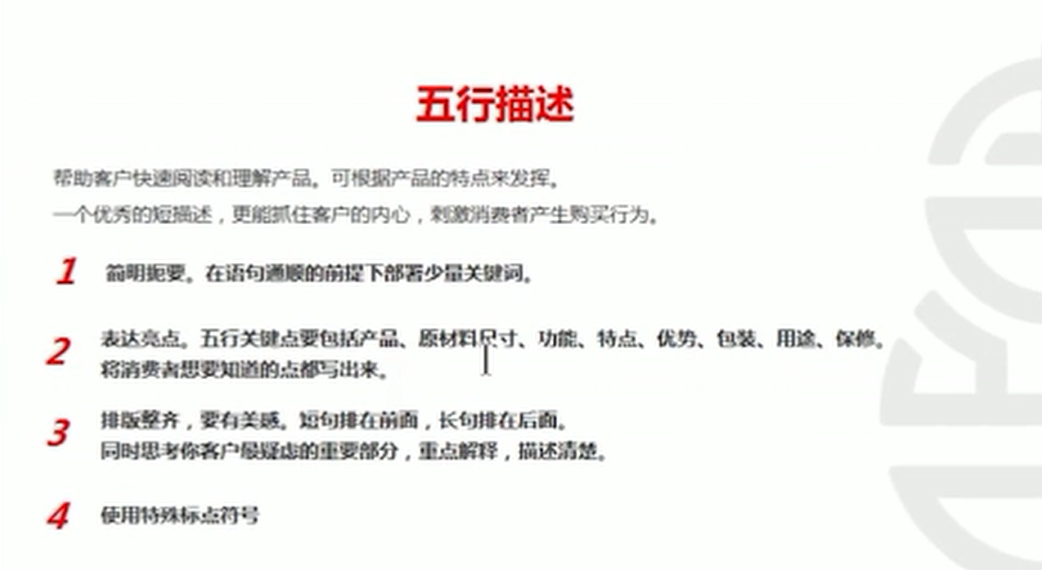 五行描述
帮助客户快速阅读和理解产品。可根据产品的特点来发挥。
一个优秀的短描述，更能抓住客户的内心，刺激消费者产生购买行为。
1 简明扼要。在语句通顺的前提下部署少量关键词。
2 表达亮点。五行关键点要包括产品、原材料尺寸、功能、特点、优势、包装、用途、保修。
将消费者想要知道的点都写出来。
3 排版整齐，要有美感。短句排在前面，长句排在后面。
同时思考你客户最疑虑的重要部分，重点解释，描述清楚。
4 使用特殊标点符号